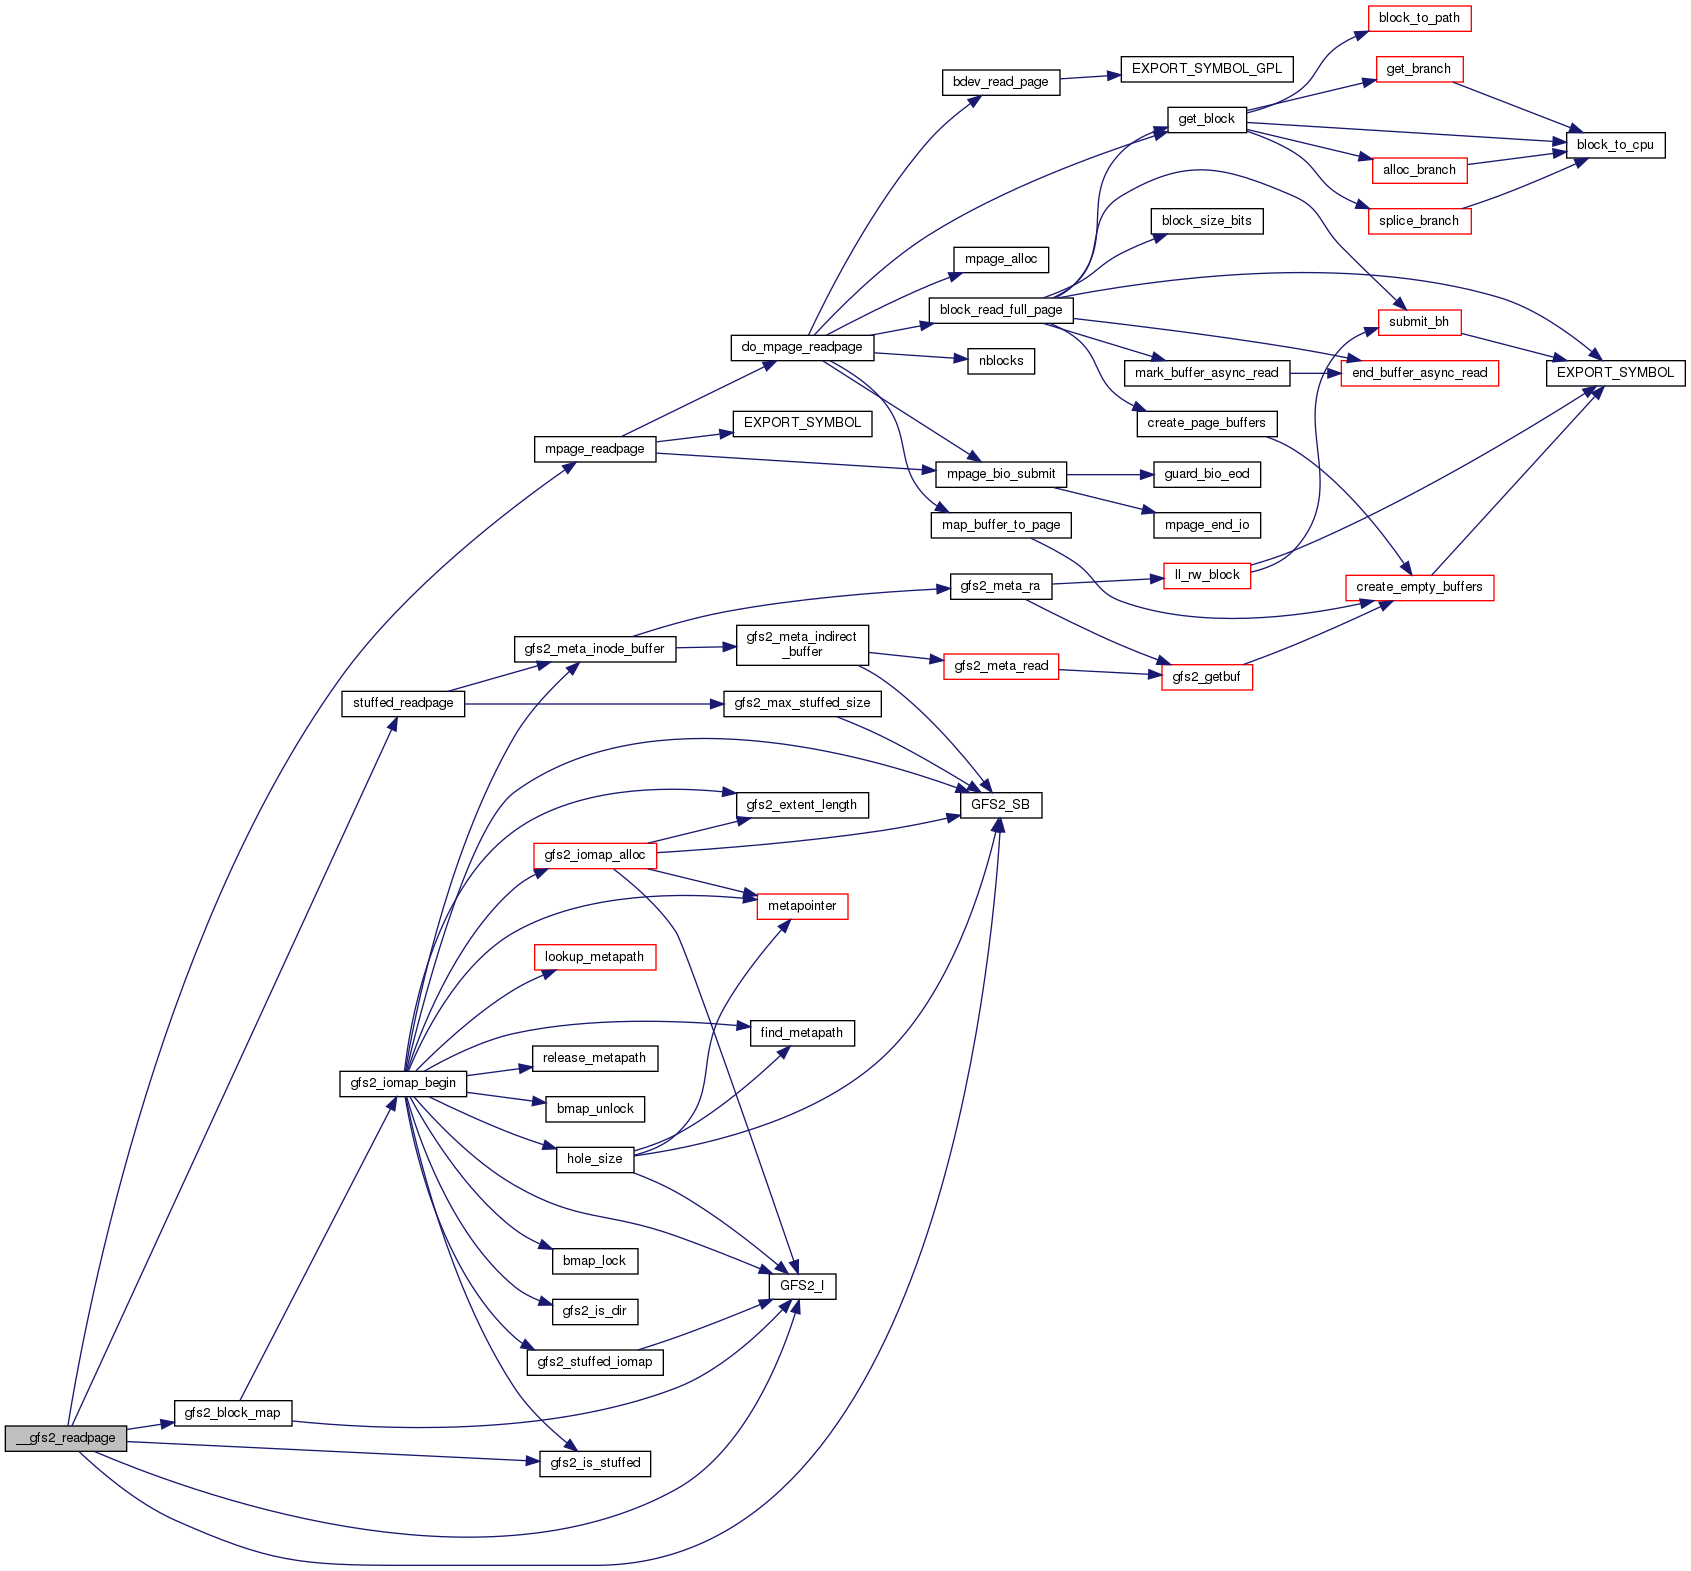 block_to_path
get_branch
EXPORT_SYMBOL_GPL
bdev_read_page
get_block
block_to_cpu
alloc_branch
splice_branch
block_size_bits
mpage_alloc
block_read_full_page
submit_bh
do_mpage_readpage
nblocks
mark_buffer_async_read
end_buffer_async_read
EXPORT_SYMBOL
EXPORT_SYMBOL
create_page_buffers
mpage_readpage
mpage_bio_submit
guard_bio_eod
map_buffer_to_page
mpage_end_io
ll_rw_block
gfs2_meta_ra
create_empty_buffers
gfs2_meta_inode_buffer
gfs2_meta_indirect
_buffer
gfs2_meta_read
gfs2_getbuf
stuffed_readpage
gfs2_max_stuffed_size
gfs2_extent_length
GFS2_SB
gfs2_iomap_alloc
metapointer
lookup_metapath
find_metapath
release_metapath
gfs2_iomap_begin
bmap_unlock
hole_size
bmap_lock
GFS2_I
gfs2_is_dir
gfs2_stuffed_iomap
gfs2_block_map
__gfs2_readpage
gfs2_is_stuffed